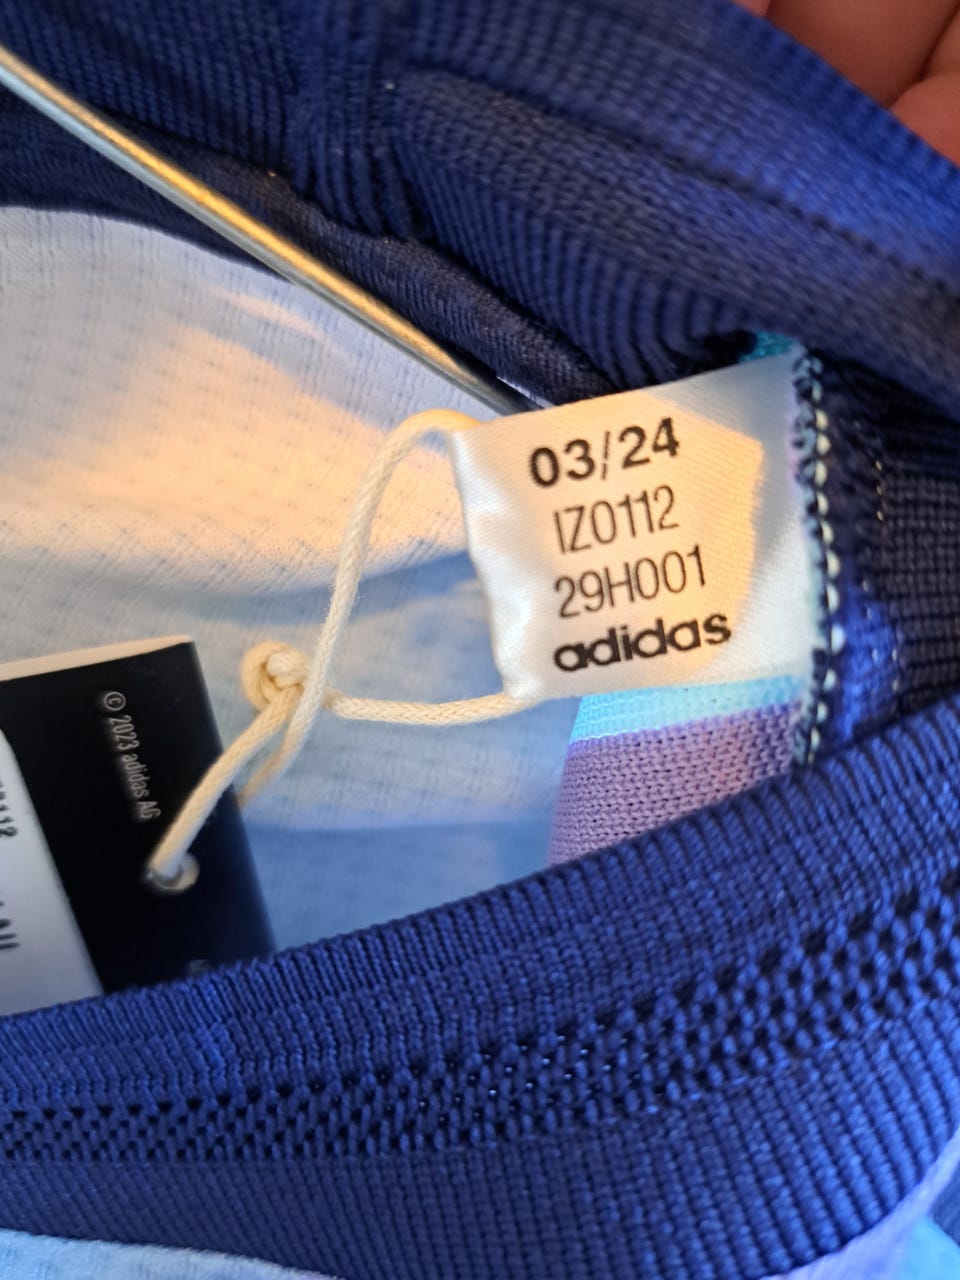 03/24
IZ0112
29H001
adidas
© 2023 adidas AG